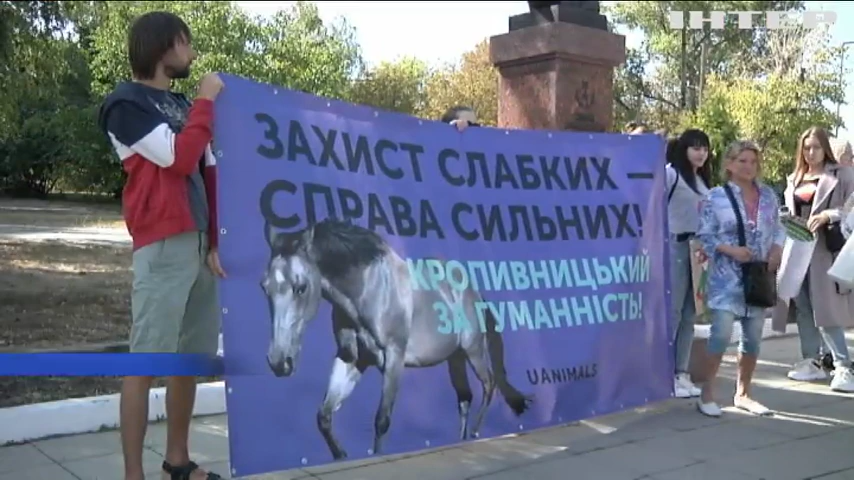 ІНТЕР
ЗАХИСТ СЛАБКИХ —
СПРАВА СИЛЬНИХ!
КРОПИВНИЦЬКИЙ
ЗА ГУМАННІСТЬ!
UANIMALS